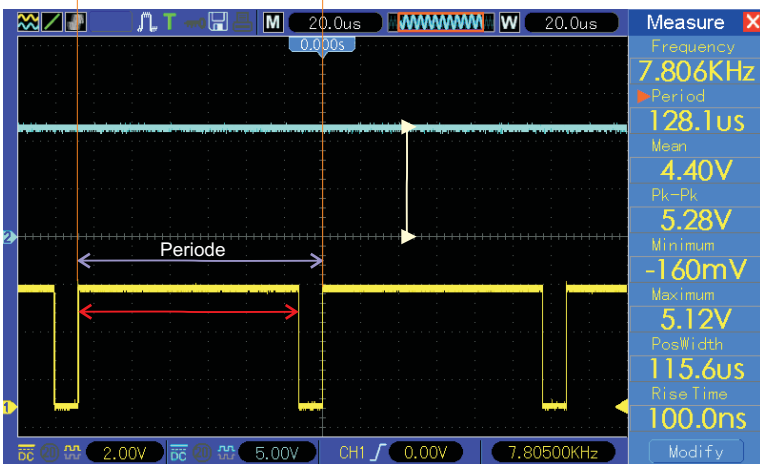 T M 20.0us W 20.0us Measure X
0.000s
Frequency
7.806KHz
Period
128.1us
Mean
4.40V
Pk-Pk
5.28V
2
Periode
Minimum
-160mV
Maximum
5.12V
PosWidth
115.6us
1
Rise Time
100.0ns
DC 2.00V DC 5.00V CH1 0.00V 7.80500KHz Modify